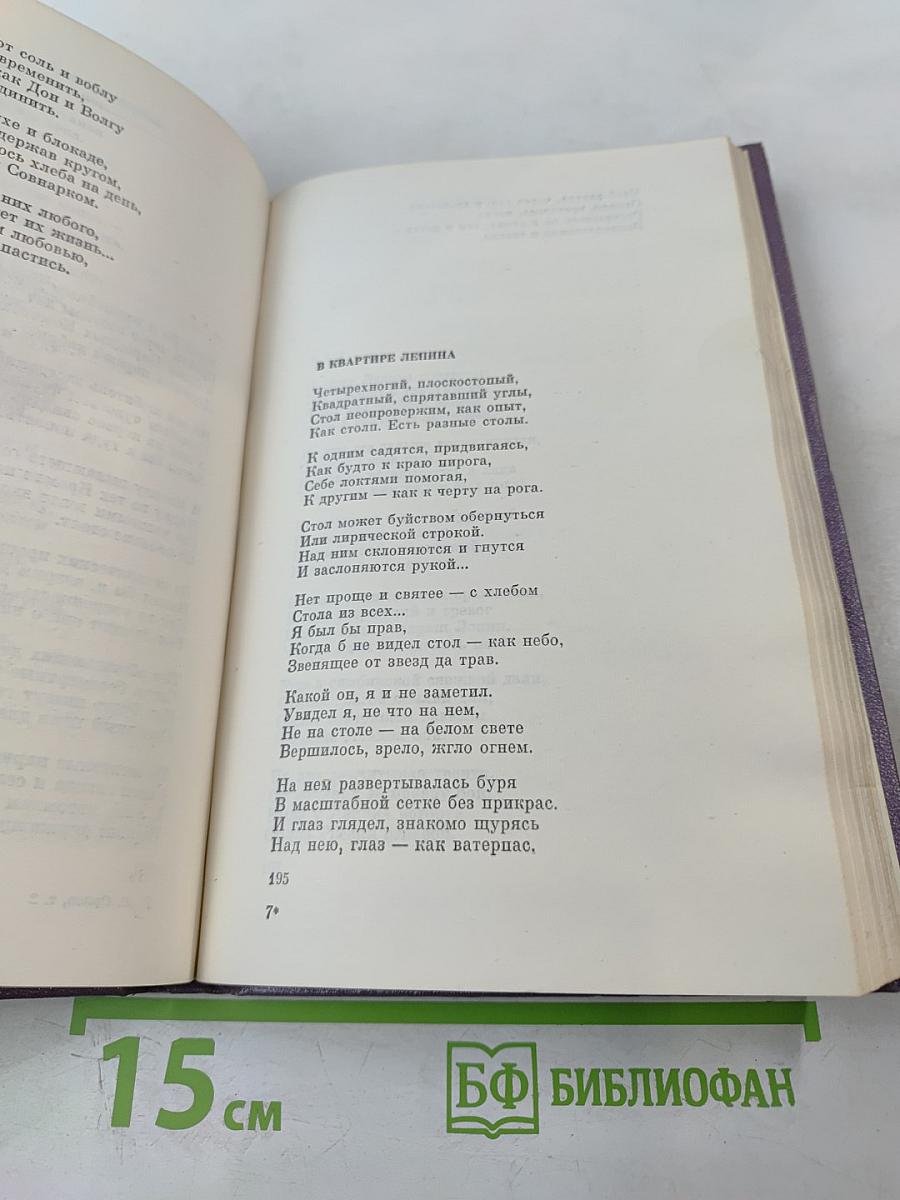 от соль и воблу
временить,
как Дон и Волгу
динить.
ухе и блокаде,
держав кругом,
ось хлеба на день,
Совнарком.
них любого,
ет их жизнь...
любовью,
пастись.
В КВАРТИРЕ ЛЕНИНА
Четырехногий, плоскостопый,
Квадратный, спрятавший углы,
Стол неопровержим, как опыт,
Как столп. Есть разные столы.
К одним садятся, придвигаясь,
Как будто к краю пирога,
Себе локтями помогая,
К другим — как к черту на рога.
Стол может буйством обернуться
Или лирической строкой.
Над ним склоняются и гнутся
И заслоняются рукой...
Нет проще и святее — с хлебом
Стола из всех...
Я был бы прав,
Когда б не видел стол — как небо,
Звенящее от звезд да трав.
Какой он, я и не заметил.
Увидел я, не что на нем,
Не на столе — на белом свете
Вершилось, зрело, жгло огнем.
На нем развертывалась буря
В масштабной сетке без прикрас.
И глаз глядел, знакомо щурясь
Над нею, глаз — как ватерпас,
195
7*
15 см
БФ БИБЛИОФАН